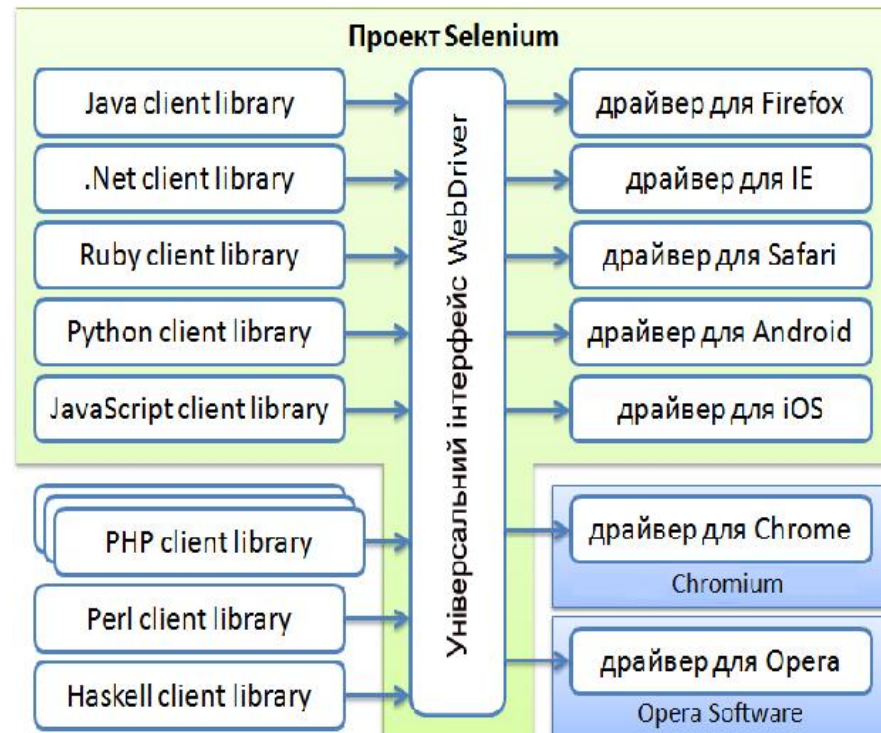 Проект Selenium
Java client library
.Net client library
Ruby client library
Python client library
JavaScript client library
PHP client library
Perl client library
Haskell client library
Універсальний інтерфейс WebDriver
драйвер для Firefox
драйвер для IE
драйвер для Safari
драйвер для Android
драйвер для iOS
драйвер для Chrome
Chromium
драйвер для Opera
Opera Software